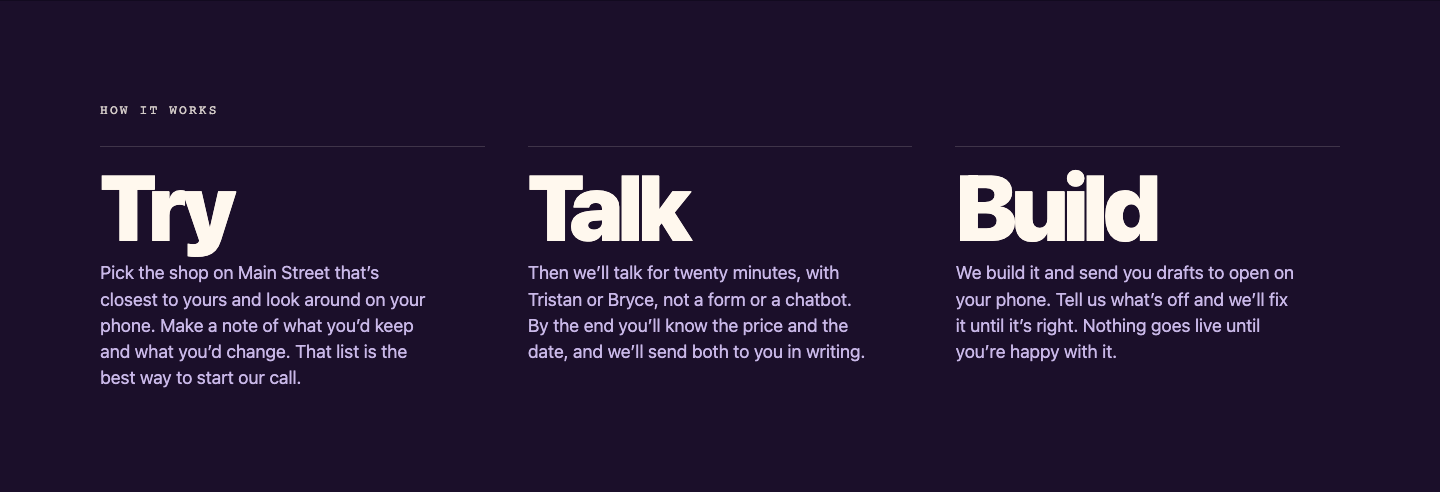 HOW IT WORKS
Try
Pick the shop on Main Street that’s
closest to yours and look around on your
phone. Make a note of what you’d keep
and what you’d change. That list is the
best way to start our call.
Talk
Then we’ll talk for twenty minutes, with
Tristan or Bryce, not a form or a chatbot.
By the end you’ll know the price and the
date, and we’ll send both to you in writing.
Build
We build it and send you drafts to open on
your phone. Tell us what’s off and we’ll fix
it until it’s right. Nothing goes live until
you’re happy with it.